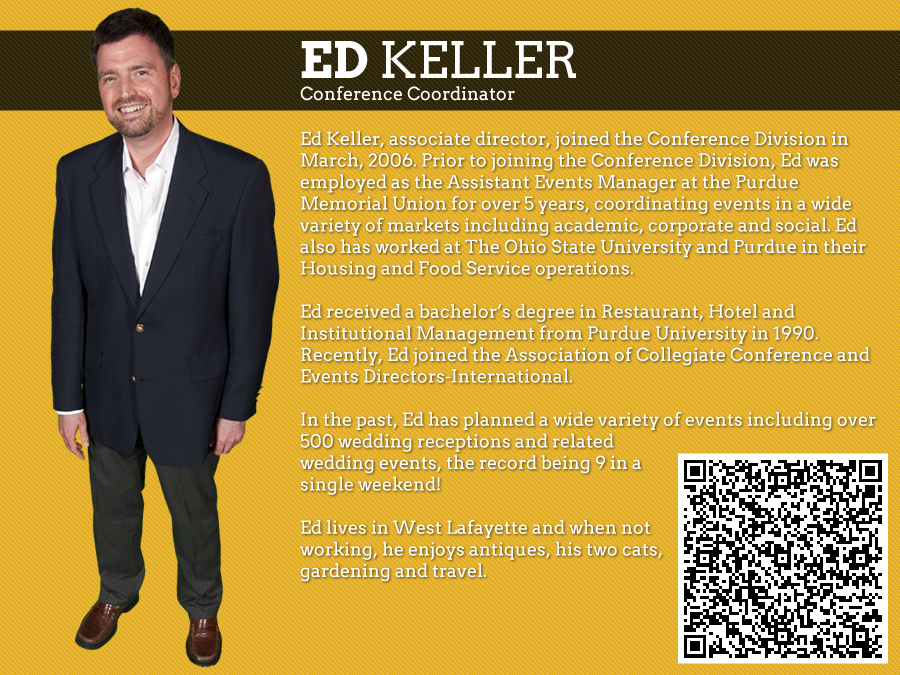 ED KELLER
Conference Coordinator
Ed Keller, associate director, joined the Conference Division in
March, 2006. Prior to joining the Conference Division, Ed was
employed as the Assistant Events Manager at the Purdue
Memorial Union for over 5 years, coordinating events in a wide
variety of markets including academic, corporate and social. Ed
also has worked at The Ohio State University and Purdue in their
Housing and Food Service operations.
Ed received a bachelor's degree in Restaurant, Hotel and
Institutional Management from Purdue University in 1990.
Recently, Ed joined the Association of Collegiate Conference and
Events Directors-International.
In the past, Ed has planned a wide variety of events including over
500 wedding receptions and related
wedding events, the record being 9 in a
single weekend!
Ed lives in West Lafayette and when not
working, he enjoys antiques, his two cats,
gardening and travel.